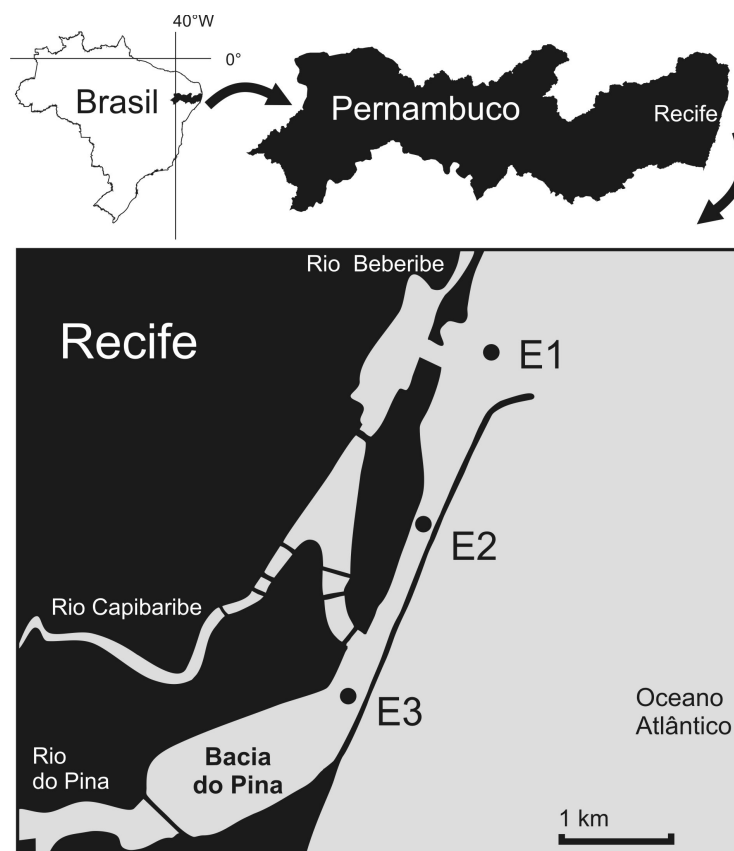 40°W
0°
Brasil
Pernambuco
Recife
Rio Beberibe
Recife
E1
E2
Rio Capibaribe
E3
Oceano
Atlântico
Rio
do Pina
Bacia
do Pina
1 km